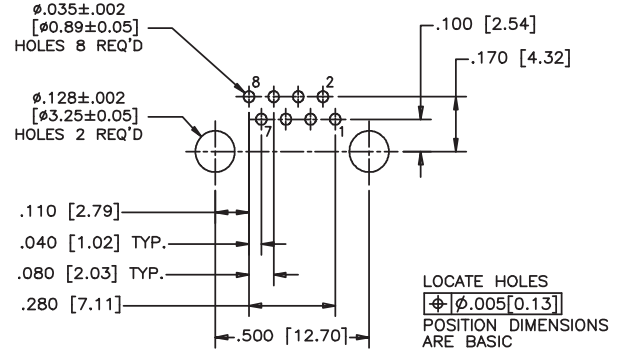 ø.035±.002
[ø0.89±0.05]
HOLES 8 REQ'D
.100 [2.54]
.170 [4.32]
8
2
ø.128±.002
[ø3.25±0.05]
HOLES 2 REQ'D
7
1
.110 [2.79]
.040 [1.02] TYP.
.080 [2.03] TYP.
.280 [7.11]
.500 [12.70]
LOCATE HOLES
⌖ ø.005[0.13]
POSITION DIMENSIONS
ARE BASIC